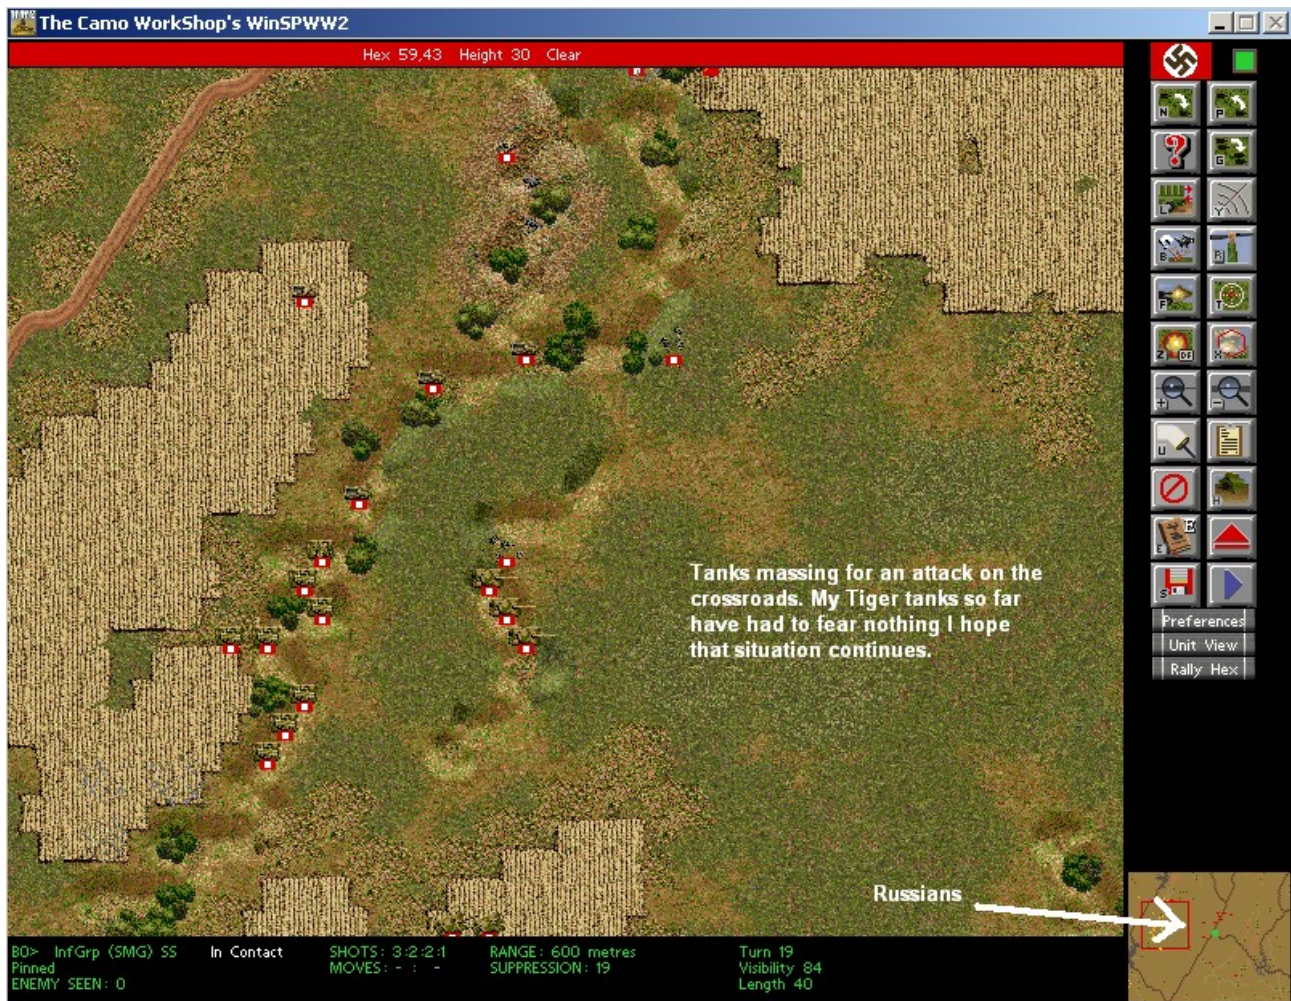 The Camo WorkShop's WinSPWW2
Hex 59,43 Height 30 Clear
N P
G
L Y
B R
F T
Z DF X
+ -
U
H
E E
S
Preferences
Unit View
Rally Hex
Tanks massing for an attack on the
crossroads. My Tiger tanks so far
have had to fear nothing I hope
that situation continues.
Russians
B0> InfGrp (SMG) SS In Contact SHOTS: 3:2:2:1 RANGE: 600 metres Turn 19
Pinned MOVES: - : - SUPPRESSION: 19 Visibility 84
ENEMY SEEN: 0 Length 40